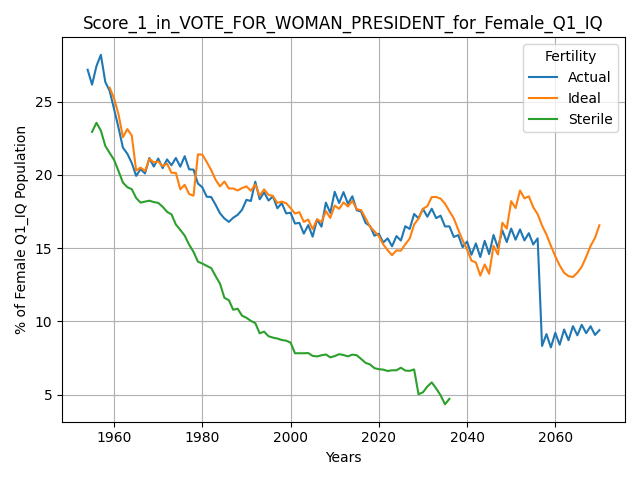 Score_1_in_VOTE_FOR_WOMAN_PRESIDENT_for_Female_Q1_IQ
Fertility
Actual
Ideal
Sterile
% of Female Q1_IQ Population
25
20
15
10
5
1960
1980
2000
2020
2040
2060
Years